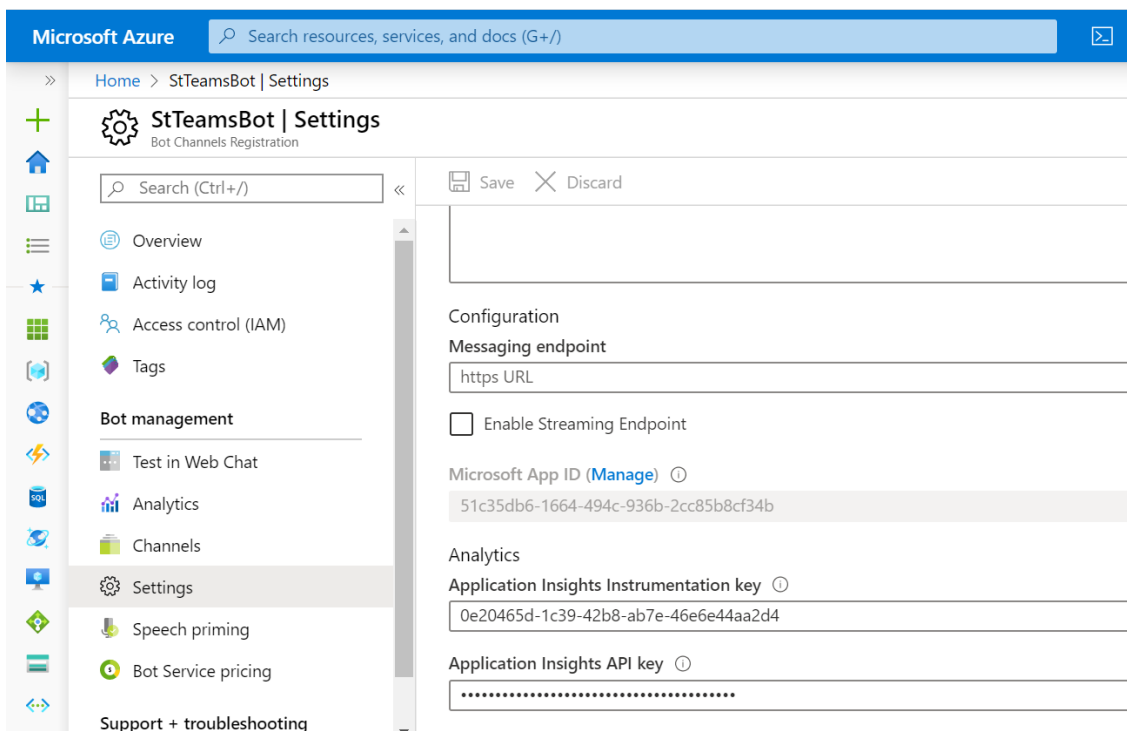 Microsoft Azure
Search resources, services, and docs (G+/)
Home > StTeamsBot | Settings
StTeamsBot | Settings
Bot Channels Registration
Search (Ctrl+/)
Overview
Activity log
Access control (IAM)
Tags
Bot management
Test in Web Chat
Analytics
Channels
Settings
Speech priming
Bot Service pricing
Support + troubleshooting
Save
Discard
Configuration
Messaging endpoint
https URL
Enable Streaming Endpoint
Microsoft App ID (Manage)
51c35db6-1664-494c-936b-2cc85b8cf34b
Analytics
Application Insights Instrumentation key
0e20465d-1c39-42b8-ab7e-46e6e44aa2d4
Application Insights API key